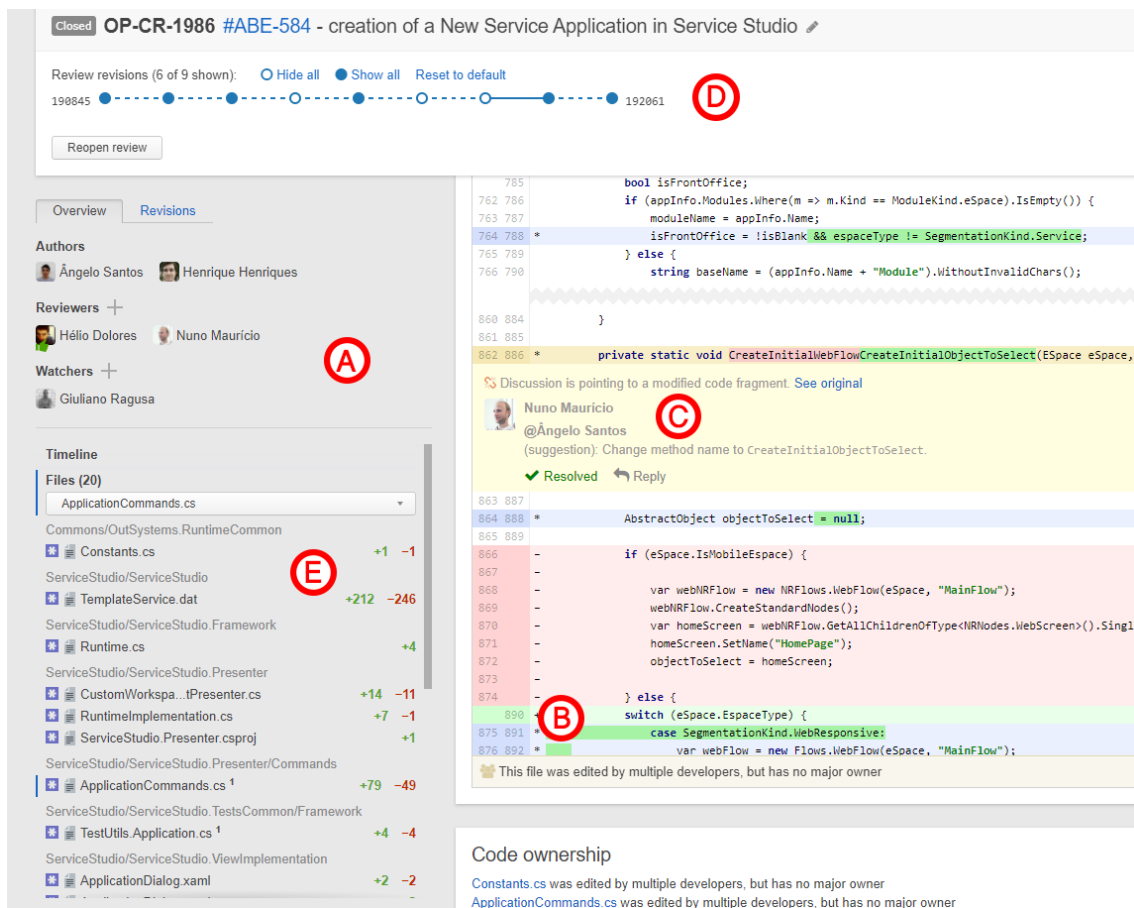 Closed OP-CR-1986 #ABE-584 - creation of a New Service Application in Service Studio
Review revisions (6 of 9 shown): Hide all Show all Reset to default
190845 192061
D
Reopen review
Overview Revisions
Authors
Ângelo Santos Henrique Henriques
Reviewers
Hélio Dolores Nuno Maurício
A
Watchers
Giuliano Ragusa
Timeline
Files (20)
ApplicationCommands.cs
Commons/OutSystems.RuntimeCommon
Constants.cs +1 −1
E
ServiceStudio/ServiceStudio
TemplateService.dat +212 −246
ServiceStudio/ServiceStudio.Framework
Runtime.cs +4
ServiceStudio/ServiceStudio.Presenter
CustomWorkspa...tPresenter.cs +14 −11
RuntimeImplementation.cs +7 −1
ServiceStudio.Presenter.csproj +1
ServiceStudio/ServiceStudio.Presenter/Commands
ApplicationCommands.cs 1 +79 −49
ServiceStudio/ServiceStudio.TestsCommon/Framework
TestUtils.Application.cs 1 +4 −4
ServiceStudio/ServiceStudio.ViewImplementation
ApplicationDialog.xaml +2 −2
785 bool isFrontOffice;
762 786 if (appInfo.Modules.Where(m => m.Kind == ModuleKind.eSpace).IsEmpty()) {
763 787 moduleName = appInfo.Name;
764 788 * isFrontOffice = !isBlank && espaceType != SegmentationKind.Service;
765 789 } else {
766 790 string baseName = (appInfo.Name + "Module").WithoutInvalidChars();
860 884 }
861 885
862 886 * private static void CreateInitialWebFlowCreateInitialObjectToSelect(ESpace eSpace,
Discussion is pointing to a modified code fragment. See original
Nuno Maurício
C
@Ângelo Santos
(suggestion): Change method name to CreateInitialObjectToSelect.
Resolved Reply
863 887
864 888 * AbstractObject objectToSelect = null;
865 889
866 - if (eSpace.IsMobileEspace) {
867 -
868 - var webNRFlow = new NRFlows.WebFlow(eSpace, "MainFlow");
869 - webNRFlow.CreateStandardNodes();
870 - var homeScreen = webNRFlow.GetAllChildrenOfType<NRNodes.WebScreen>().Singl
871 - homeScreen.SetName("HomePage");
872 - objectToSelect = homeScreen;
873 -
874 - } else {
890 + switch (eSpace.EspaceType) {
B
875 891 * case SegmentationKind.WebResponsive:
876 892 * var webFlow = new Flows.WebFlow(eSpace, "MainFlow");
This file was edited by multiple developers, but has no major owner
Code ownership
Constants.cs was edited by multiple developers, but has no major owner
ApplicationCommands.cs was edited by multiple developers, but has no major owner